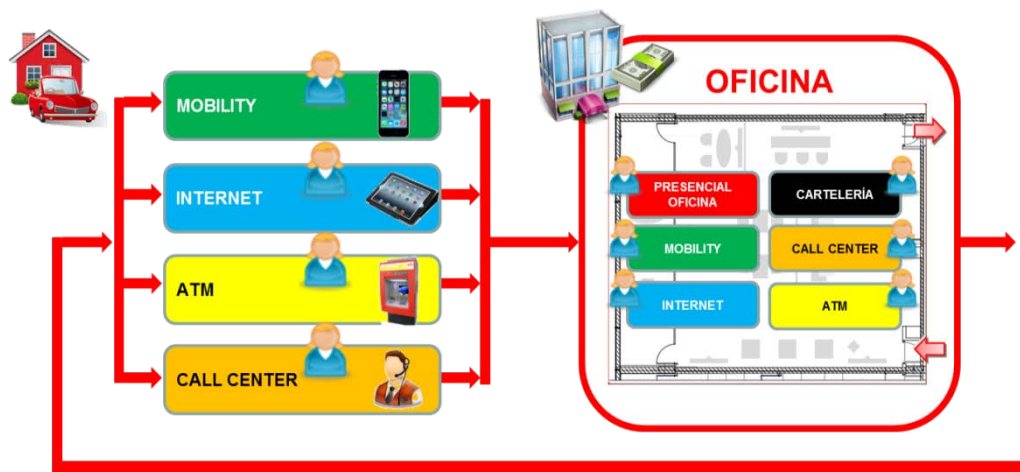 MOBILITY
INTERNET
ATM
CALL CENTER
OFICINA
PRESENCIAL
OFICINA
CARTELERÍA
MOBILITY
CALL CENTER
INTERNET
ATM